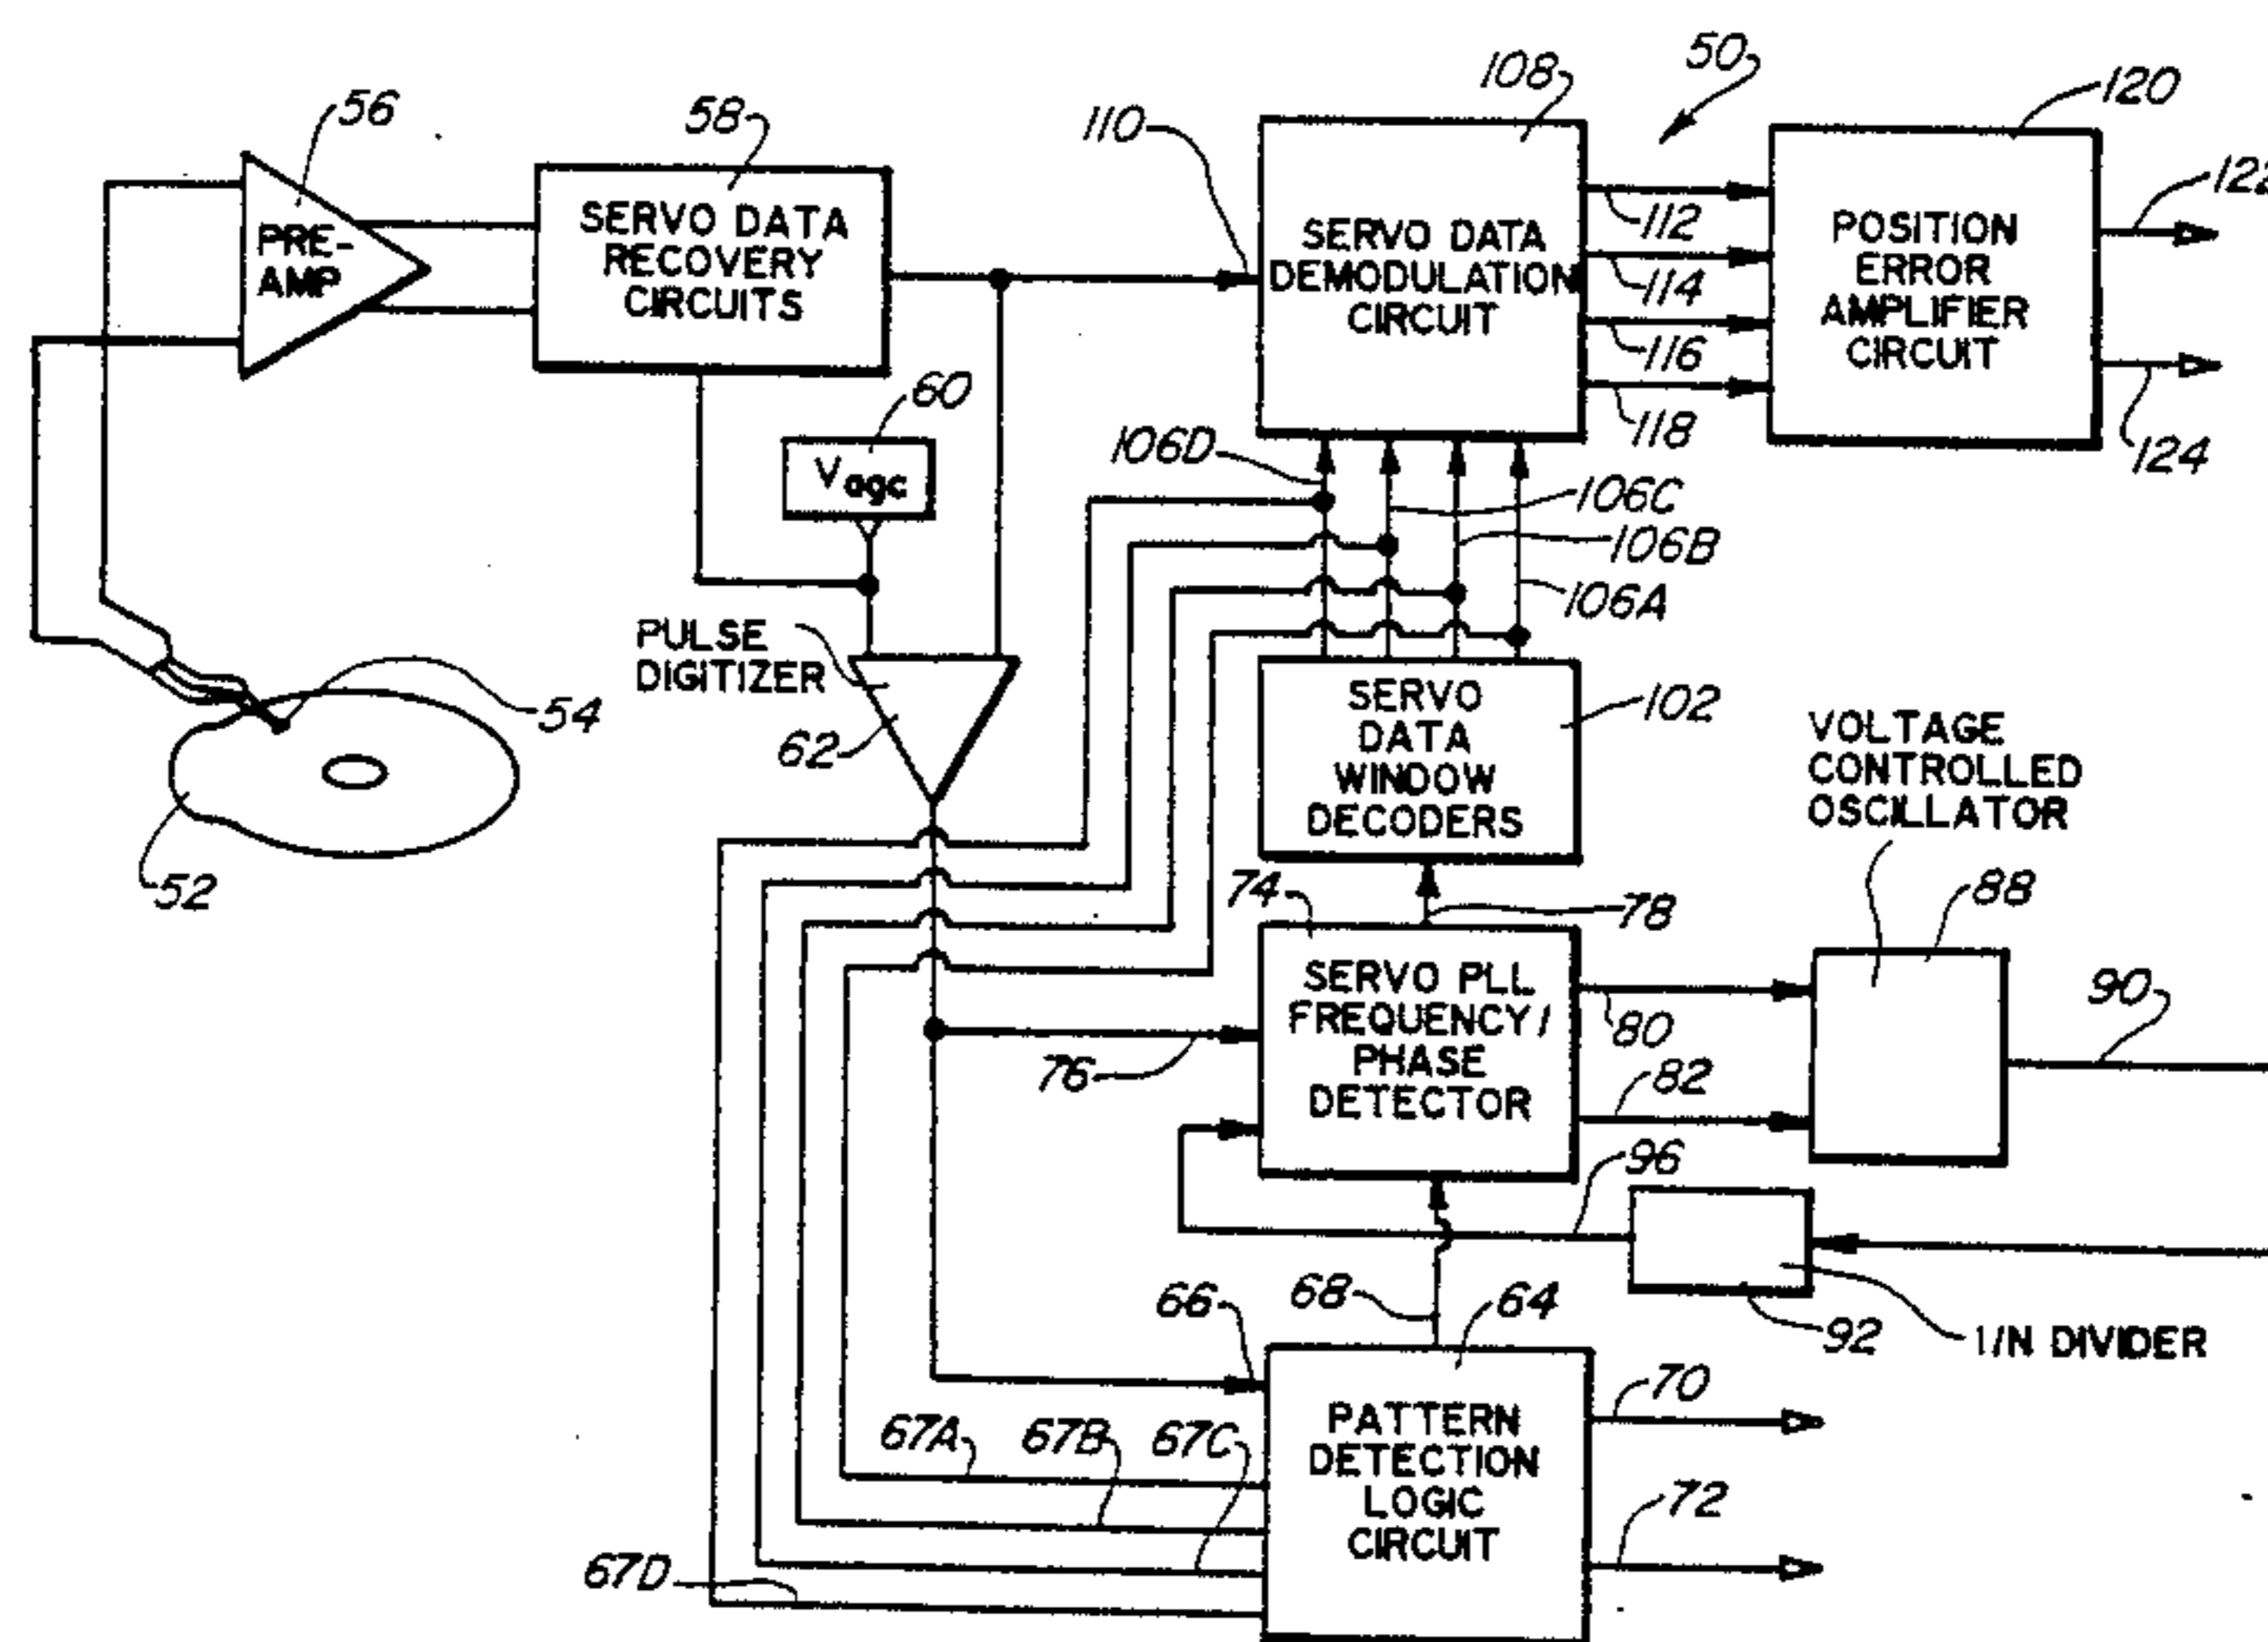 50
108
120
56
58
110
122
PRE-
AMP
SERVO DATA
RECOVERY
CIRCUITS
SERVO DATA
DEMODULATION
CIRCUIT
112
114
116
118
POSITION
ERROR
AMPLIFIER
CIRCUIT
124
60
Vagc
106D
106C
106B
106A
PULSE
DIGITIZER
62
54
52
SERVO
DATA
WINDOW
DECODERS
102
VOLTAGE
CONTROLLED
OSCILLATOR
74
78
88
SERVO PLL
FREQUENCY/
PHASE
DETECTOR
80
82
90
76
96
66
68
64
92
1/N DIVIDER
67A
67B
67C
67D
PATTERN
DETECTION
LOGIC
CIRCUIT
70
72